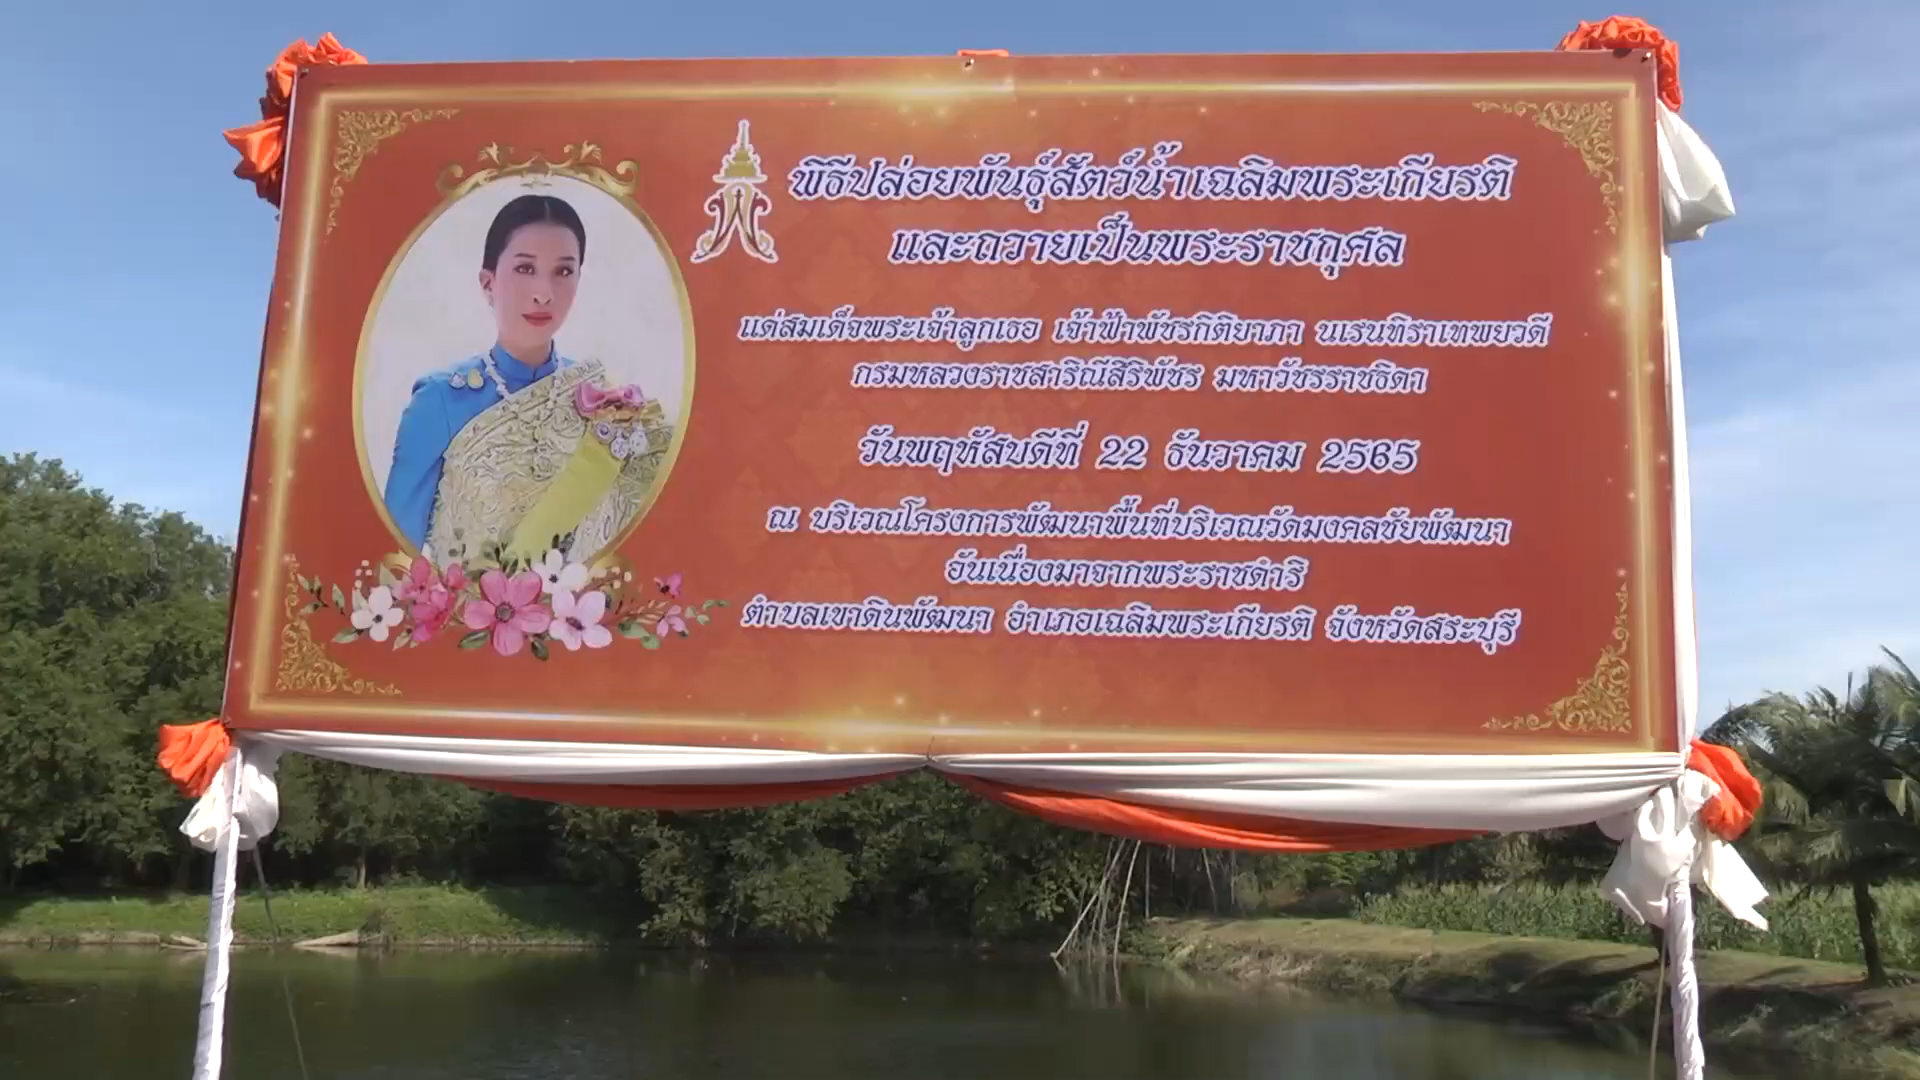 พิธีปล่อยพันธุ์สัตว์น้ำเฉลิมพระเกียรติ
และถวายเป็นพระราชกุศล
แด่สมเด็จพระเจ้าลูกเธอ เจ้าฟ้าพัชรกิติยาภา นเรนทิราเทพยวดี
กรมหลวงราชสาริณีสิริพัชร มหาวัชรราชธิดา
วันพฤหัสบดีที่ 22 ธันวาคม 2565
ณ บริเวณโครงการพัฒนาพื้นที่บริเวณวัดมงคลชัยพัฒนา
อันเนื่องมาจากพระราชดำริ
ตำบลเขาดินพัฒนา อำเภอเฉลิมพระเกียรติ จังหวัดสระบุรี